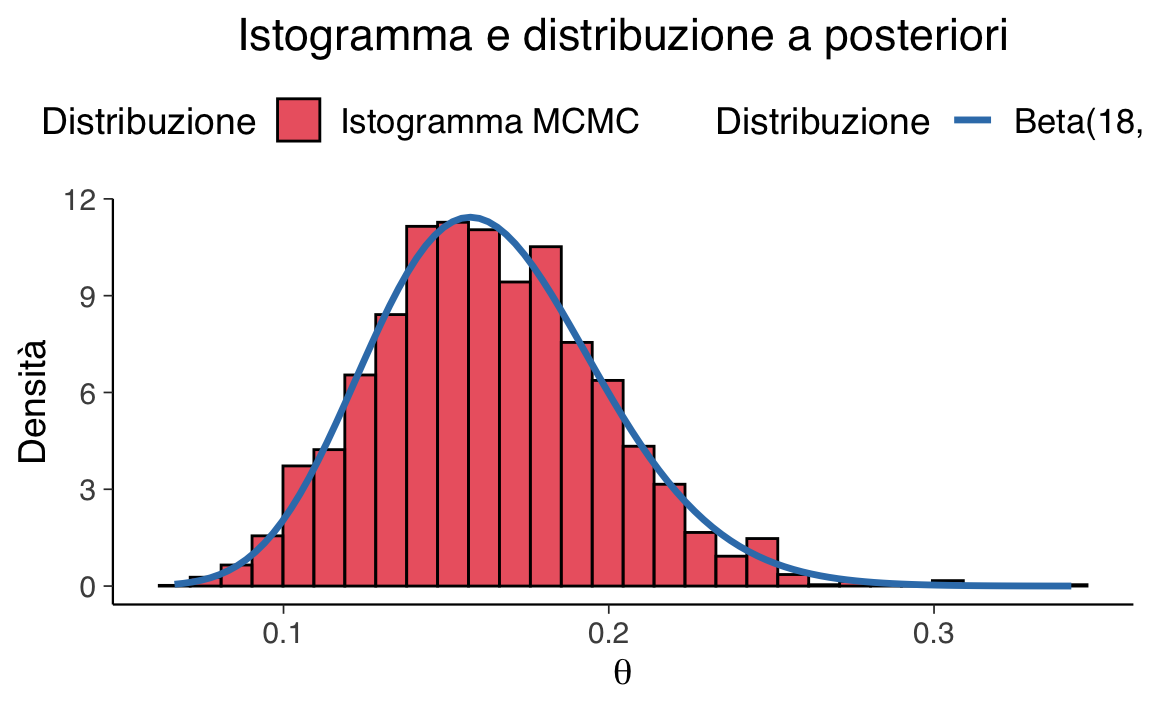 Istogramma e distribuzione a posteriori
Distribuzione Istogramma MCMC Distribuzione Beta(18,
12
9
6
3
0
Densità
0.1 0.2 0.3
θ